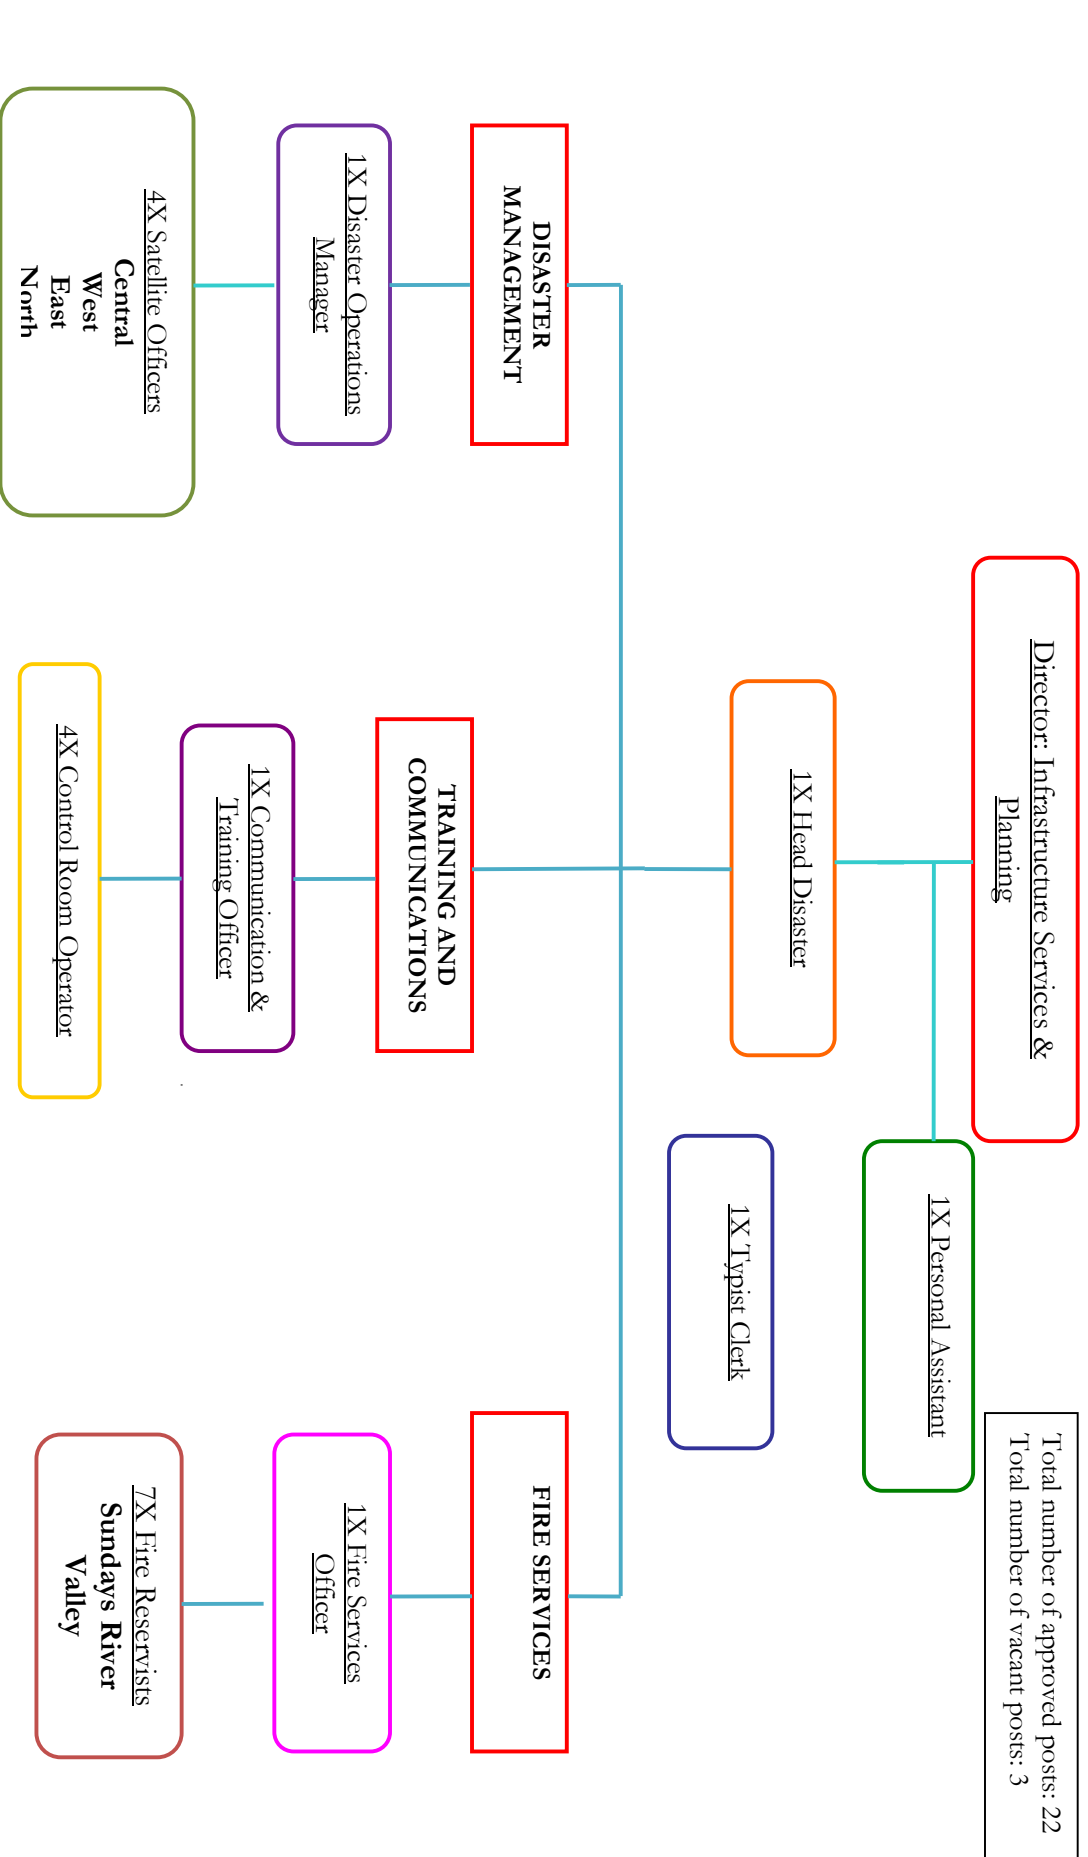 Total number of approved posts: 22
Total number of vacant posts: 3
Director: Infrastructure Services &
Planning
1X Personal Assistant
1X Head Disaster
1X Typist Clerk
DISASTER
MANAGEMENT
TRAINING AND
COMMUNICATIONS
FIRE SERVICES
1X Disaster Operations
Manager
1X Communication &
Training Officer
1X Fire Services
Officer
4X Satellite Officers
Central
West
East
North
4X Control Room Operator
7X Fire Reservists
Sundays River
Valley